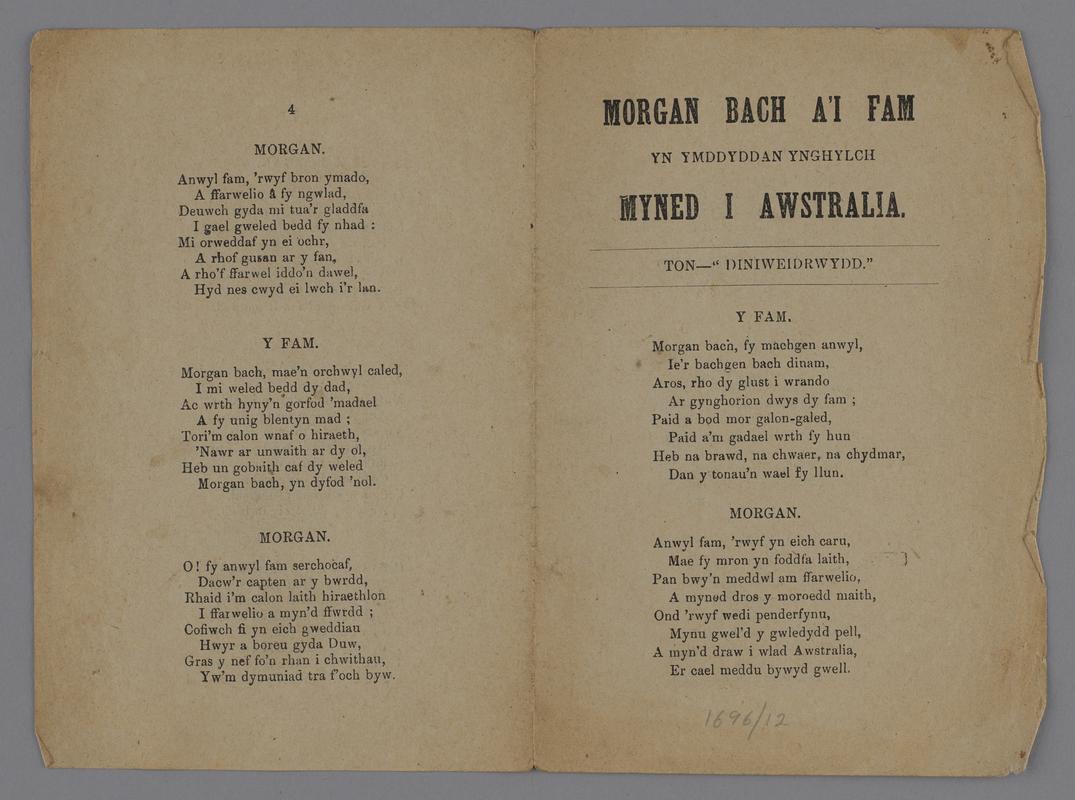 4
MORGAN.
Anwyl fam, 'rwyf bron ymado,
A ffarwelio â fy ngwlad,
Deuwch gyda mi tua'r gladdfa
I gael gweled bedd fy nhad :
Mi orweddaf yn ei ochr,
A rhof gusan ar y fan,
A rho'f ffarwel iddo'n dawel,
Hyd nes cwyd ei lwch i'r lan.
Y FAM.
Morgan bach, mae'n orchwyl caled,
I mi weled bedd dy dad,
Ac wrth hyny'n gorfod 'madael
A fy unig blentyn mad ;
Tori'm calon wnaf o hiraeth,
'Nawr ar unwaith ar dy ol,
Heb un gobaith caf dy weled
Morgan bach, yn dyfod 'nol.
MORGAN.
O! fy anwyl fam serchocaf,
Dacw'r capten ar y bwrdd,
Rhaid i'm calon laith hiraethlon
I ffarwelio a myn'd ffwrdd ;
Cofiwch fi yn eich gweddiau
Hwyr a boreu gyda Duw,
Gras y nef fo'n rhan i chwithau,
Yw'm dymuniad tra f'och byw.
MORGAN BACH A'I FAM
YN YMDDYDDAN YNGHYLCH
MYNED I AWSTRALIA.
TON—“ DINIWEIDRWYDD.”
Y FAM.
Morgan bach, fy machgen anwyl,
Ie'r bachgen bach dinam,
Aros, rho dy glust i wrando
Ar gynghorion dwys dy fam ;
Paid a bod mor galon-galed,
Paid a'm gadael wrth fy hun
Heb na brawd, na chwaer, na chydmar,
Dan y tonau'n wael fy llun.
MORGAN.
Anwyl fam, 'rwyf yn eich caru,
Mae fy mron yn foddfa laith,
Pan bwy'n meddwl am ffarwelio,
A myned dros y moroedd maith,
Ond 'rwyf wedi penderfynu,
Mynu gwel'd y gwledydd pell,
A myn'd draw i wlad Awstralia,
Er cael meddu bywyd gwell.
1696/12